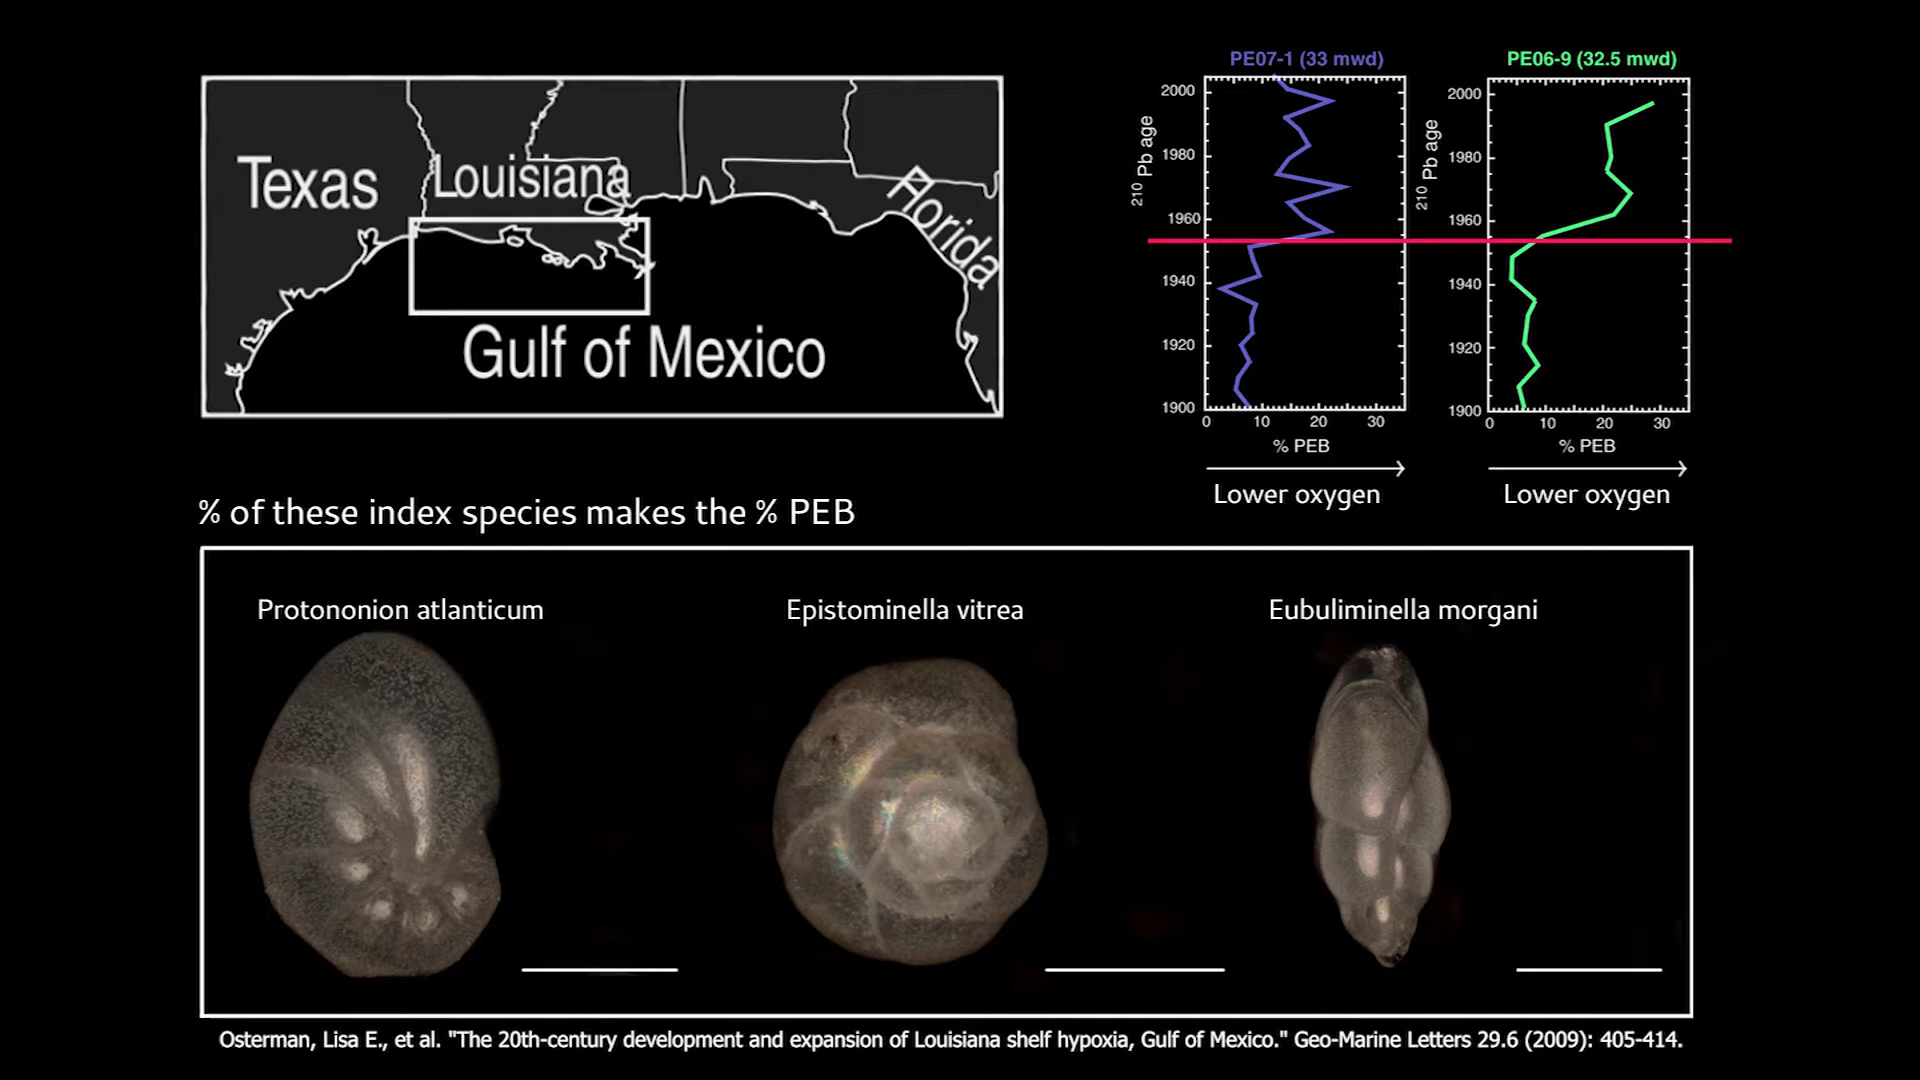 PE07-1 (33 mwd)
PE06-9 (32.5 mwd)
Texas
Louisiana
Florida
Gulf of Mexico
210 Pb age
2000
1980
1960
1940
1920
1900
0 10 20 30
% PEB
Lower oxygen
210 Pb age
2000
1980
1960
1940
1920
1900
0 10 20 30
% PEB
Lower oxygen
% of these index species makes the % PEB
Protononion atlanticum
Epistominella vitrea
Eubuliminella morgani
Osterman, Lisa E., et al. "The 20th-century development and expansion of Louisiana shelf hypoxia, Gulf of Mexico." Geo-Marine Letters 29.6 (2009): 405-414.